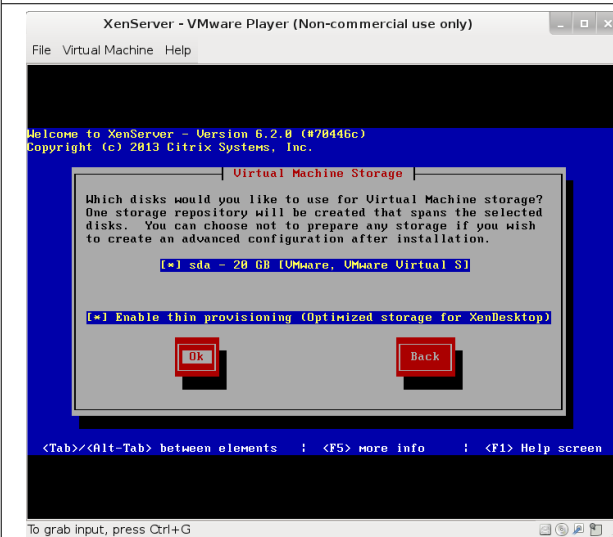 XenServer - VMware Player (Non-commercial use only)
File Virtual Machine Help
Welcome to XenServer - Version 6.2.0 (#70446c)
Copyright (c) 2013 Citrix Systems, Inc.
Virtual Machine Storage
Which disks would you like to use for Virtual Machine storage?
One storage repository will be created that spans the selected
disks.  You can choose not to prepare any storage if you wish
to create an advanced configuration after installation.
[*] sda - 20 GB [VMware, VMware Virtual S]
[*] Enable thin provisioning (Optimized storage for XenDesktop)
Ok Back
<Tab>/<Alt-Tab> between elements | <F5> more info | <F1> Help screen
To grab input, press Ctrl+G